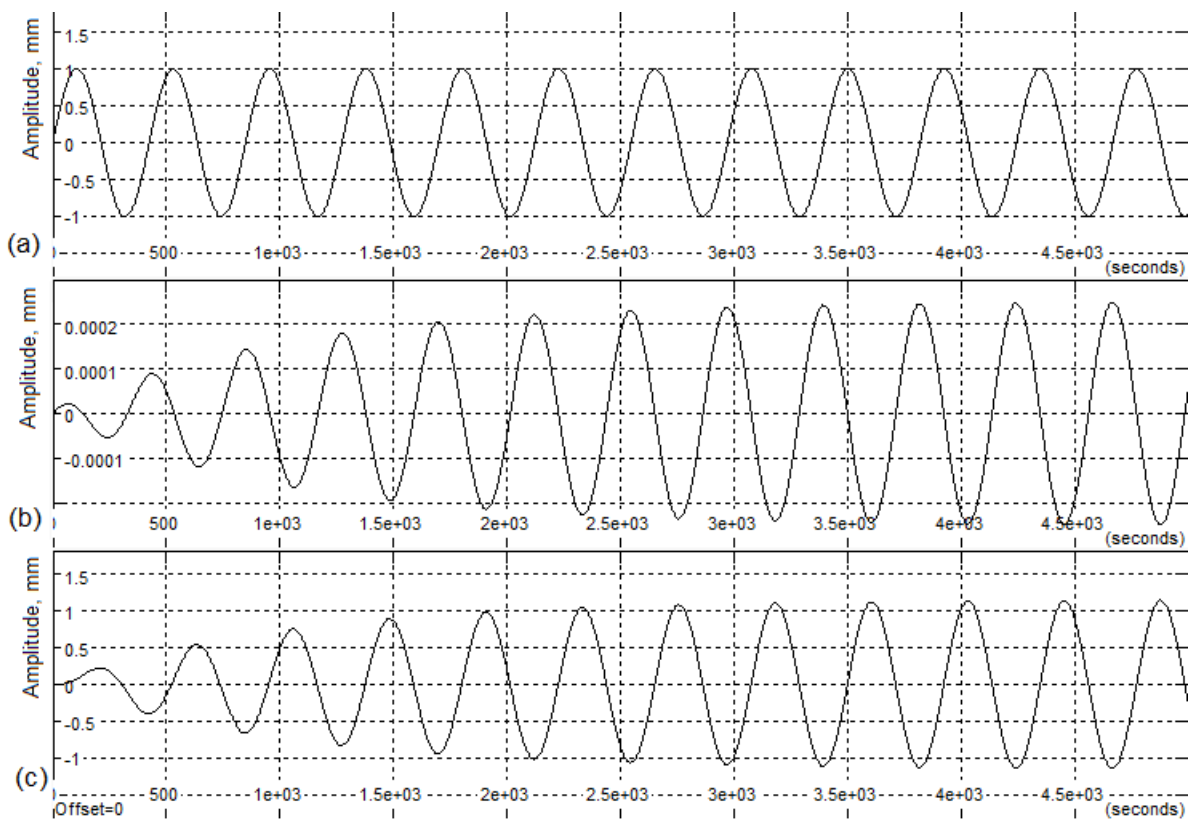 Amplitude, mm
1.5
1
0.5
0
-0.5
-1
(a)
0 500 1e+03 1.5e+03 2e+03 2.5e+03 3e+03 3.5e+03 4e+03 4.5e+03
(seconds)
Amplitude, mm
0.0002
0.0001
0
-0.0001
(b)
0 500 1e+03 1.5e+03 2e+03 2.5e+03 3e+03 3.5e+03 4e+03 4.5e+03
(seconds)
Amplitude, mm
1.5
1
0.5
0
-0.5
-1
(c)
500 1e+03 1.5e+03 2e+03 2.5e+03 3e+03 3.5e+03 4e+03 4.5e+03
Offset=0 (seconds)